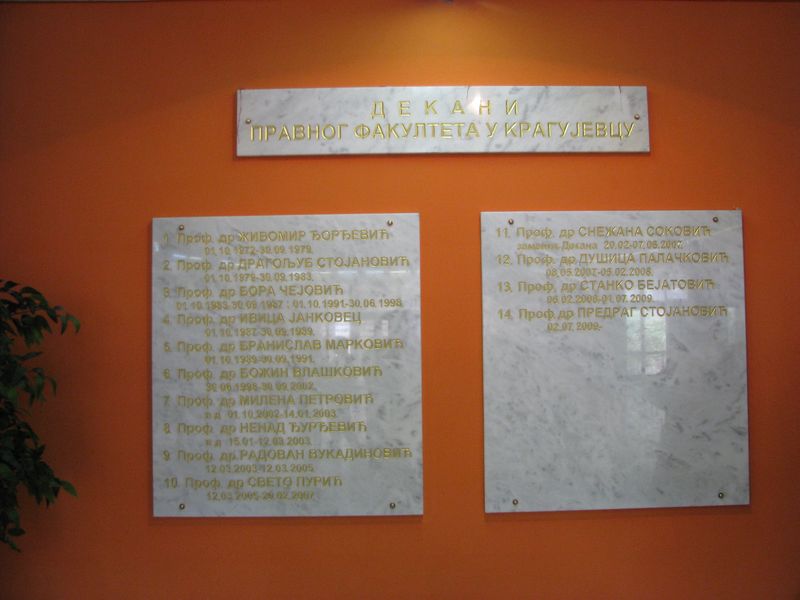 ДЕКАНИ
ПРАВНОГ ФАКУЛТЕТА У КРАГУЈЕВЦУ
1. Проф. др ЖИВОМИР ЂОРЂЕВИЋ
01.10.1972-30.09.1979.
2. Проф. др ДРАГОЉУБ СТОЈАНОВИЋ
01.10.1979-30.09.1983.
3. Проф. др БОРА ЧЕЈОВИЋ
01.10.1983-30.09.1987 ; 01.10.1991-30.06.1998.
4. Проф. др ИВИЦА ЈАНКОВЕЦ
01.10.1987-30.09.1989.
5. Проф. др БРАНИСЛАВ МАРКОВИЋ
01.10.1989-30.09.1991.
6. Проф. др БОЖИН ВЛАШКОВИЋ
30.06.1998-30.09.2002.
7. Проф. др МИЛЕНА ПЕТРОВИЋ
в.д. 01.10.2002-14.01.2003.
8. Проф. др НЕНАД ЂУРЂЕВИЋ
в.д. 15.01-12.03.2003.
9. Проф. др РАДОВАН ВУКАДИНОВИЋ
12.03.2003-12.03.2005.
10. Проф. др СВЕТО ПУРИЋ
12.03.2005-20.02.2007.
11. Проф. др СНЕЖАНА СОКОВИЋ
заменик Декана 20.02-07.06.2007.
12. Проф. др ДУШИЦА ПАЛАЧКОВИЋ
08.06.2007-05.02.2008.
13. Проф. др СТАНКО БЕЈАТОВИЋ
06.02.2008-01.07.2009.
14. Проф.др ПРЕДРАГ СТОЈАНОВИЋ
02.07.2009-